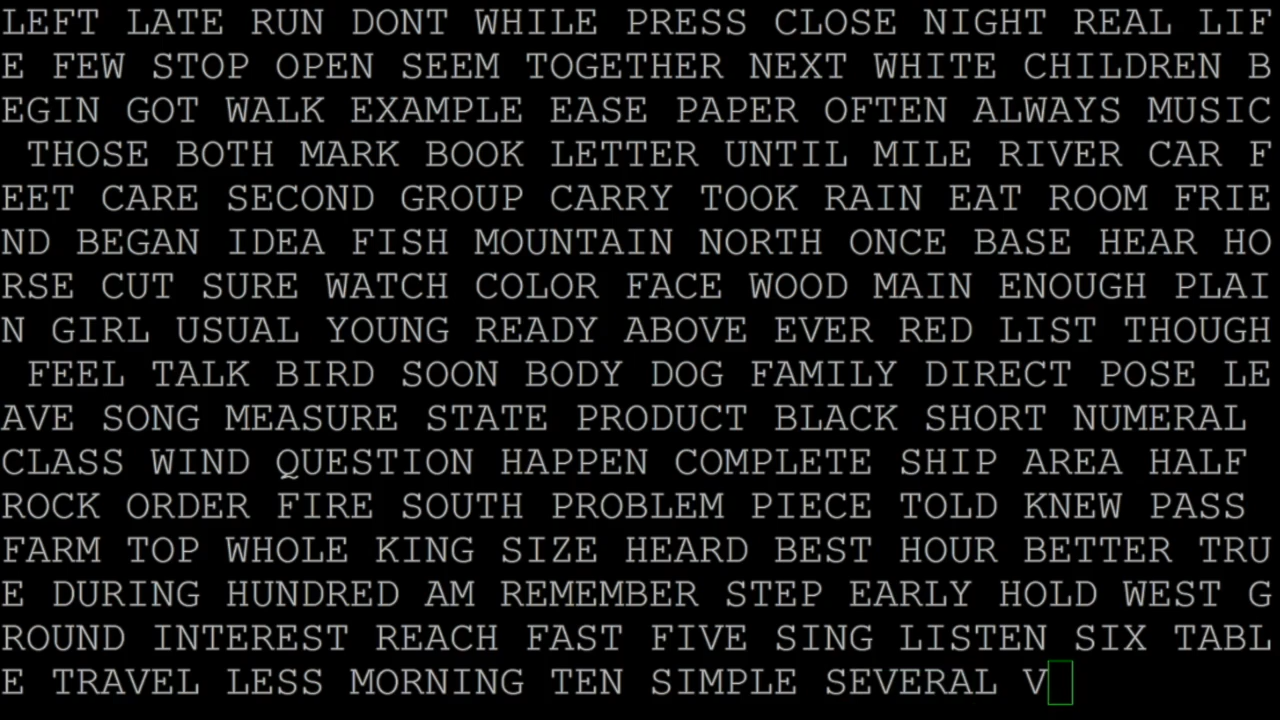 LEFT LATE RUN DONT WHILE PRESS CLOSE NIGHT REAL LIF
E FEW STOP OPEN SEEM TOGETHER NEXT WHITE CHILDREN B
EGIN GOT WALK EXAMPLE EASE PAPER OFTEN ALWAYS MUSIC
 THOSE BOTH MARK BOOK LETTER UNTIL MILE RIVER CAR F
EET CARE SECOND GROUP CARRY TOOK RAIN EAT ROOM FRIE
ND BEGAN IDEA FISH MOUNTAIN NORTH ONCE BASE HEAR HO
RSE CUT SURE WATCH COLOR FACE WOOD MAIN ENOUGH PLAI
N GIRL USUAL YOUNG READY ABOVE EVER RED LIST THOUGH
 FEEL TALK BIRD SOON BODY DOG FAMILY DIRECT POSE LE
AVE SONG MEASURE STATE PRODUCT BLACK SHORT NUMERAL
CLASS WIND QUESTION HAPPEN COMPLETE SHIP AREA HALF
ROCK ORDER FIRE SOUTH PROBLEM PIECE TOLD KNEW PASS
FARM TOP WHOLE KING SIZE HEARD BEST HOUR BETTER TRU
E DURING HUNDRED AM REMEMBER STEP EARLY HOLD WEST G
ROUND INTEREST REACH FAST FIVE SING LISTEN SIX TABL
E TRAVEL LESS MORNING TEN SIMPLE SEVERAL V